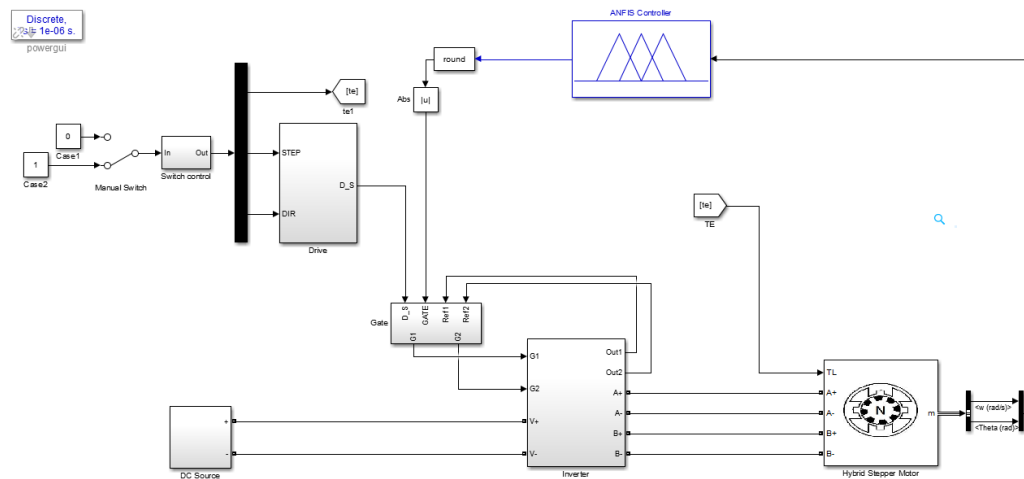 Discrete,
= 1e-06 s.
powergui
ANFIS Controller
round
Abs
|u|
[te]
te1
0
Case1
1
Case2
Manual Switch
In
Out
Switch control
STEP
D_S
DIR
Drive
[te]
TE
D_S
GATE
Ref1
Ref2
Gate
G1
G2
G1
Out1
Out2
G2
A+
V+
A-
B+
V-
B-
Inverter
+
-
DC Source
TL
A+
A-
N
m
B+
B-
Hybrid Stepper Motor
<w (rad/s)>
<Theta (rad)>